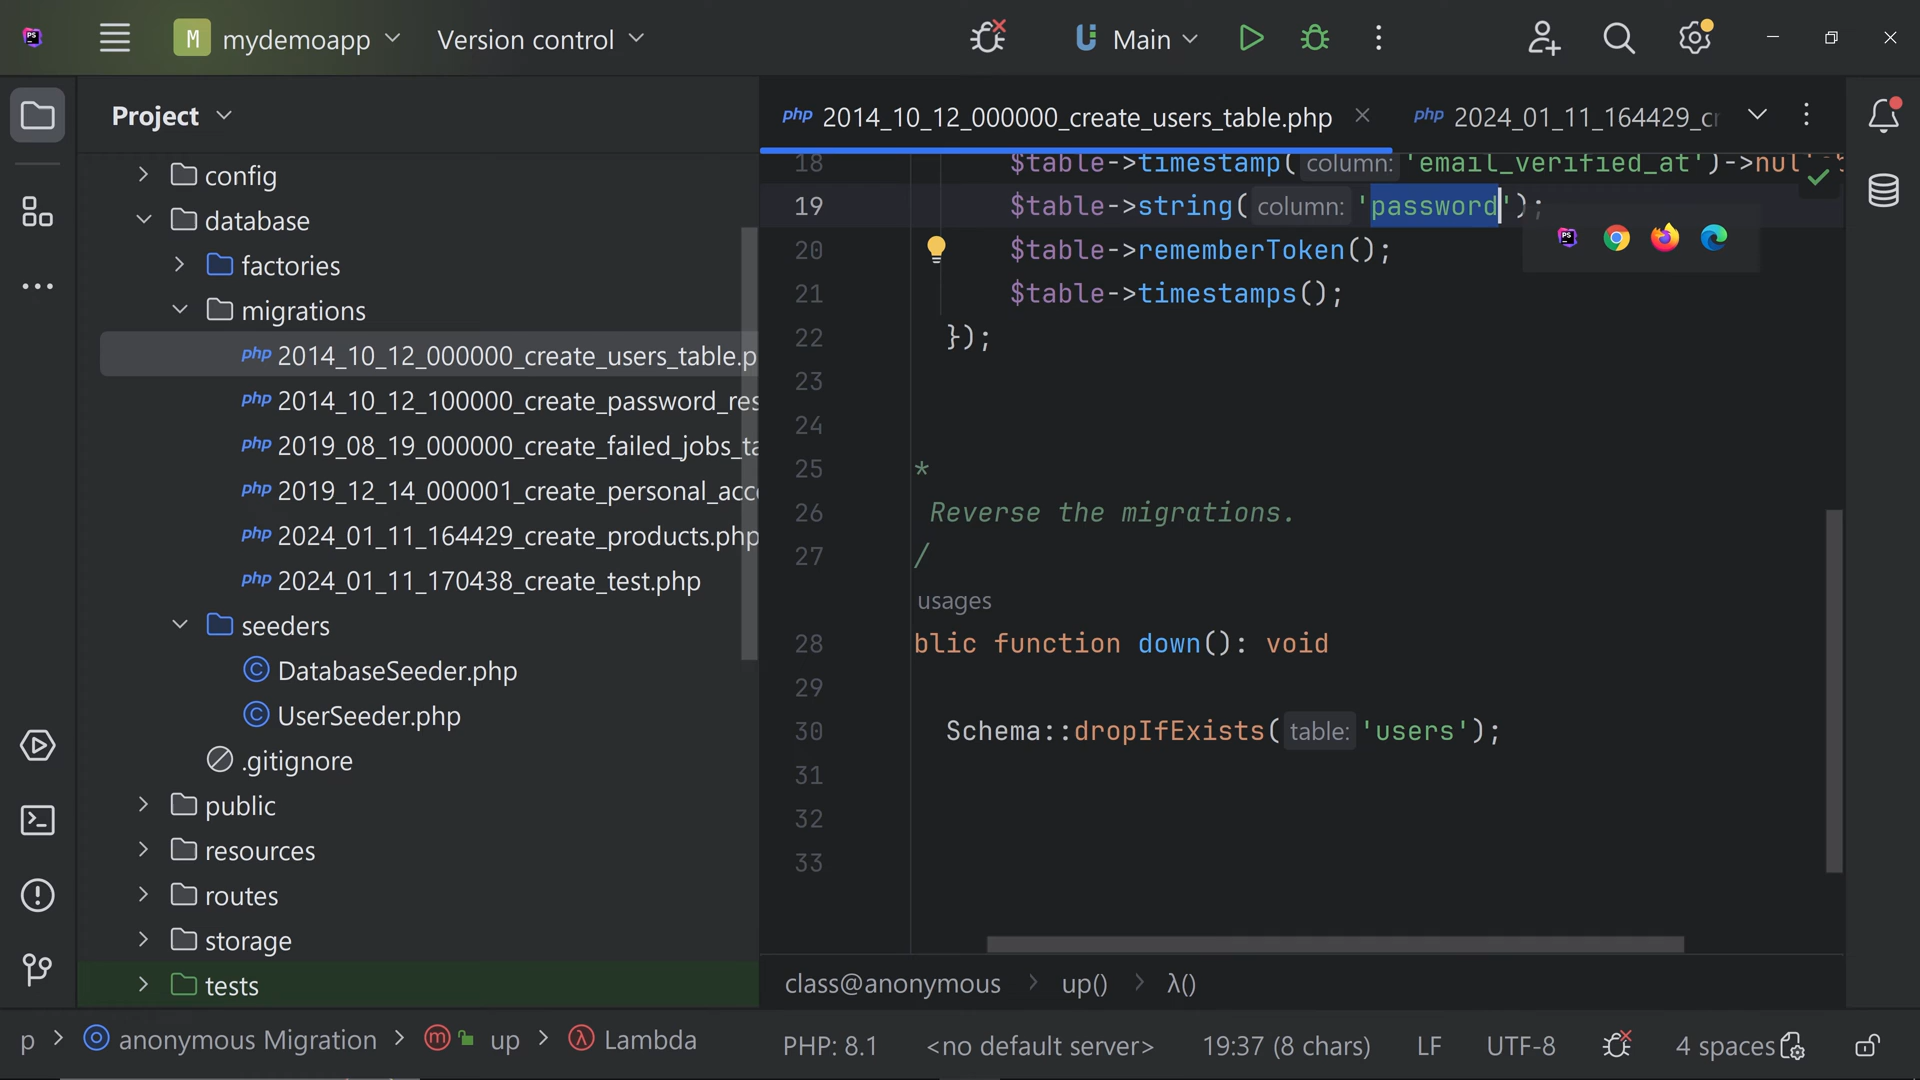 PS M mydemoapp Version control Main
Project
config
database
factories
migrations
php 2014_10_12_000000_create_users_table.p
php 2014_10_12_100000_create_password_res
php 2019_08_19_000000_create_failed_jobs_ta
php 2019_12_14_000001_create_personal_acce
php 2024_01_11_164429_create_products.php
php 2024_01_11_170438_create_test.php
seeders
DatabaseSeeder.php
UserSeeder.php
.gitignore
public
resources
routes
storage
tests
php 2014_10_12_000000_create_users_table.php php 2024_01_11_164429_cr
18 $table->timestamp( column: 'email_verified_at')->null
19 $table->string( column: 'password');
20 $table->rememberToken();
21 $table->timestamps();
22 });
23
24
25 *
26 Reverse the migrations.
27 /
usages
28 blic function down(): void
29
30 Schema::dropIfExists( table: 'users');
31
32
33
class@anonymous up() λ()
p anonymous Migration m up λ Lambda PHP: 8.1 <no default server> 19:37 (8 chars) LF UTF-8 4 spaces